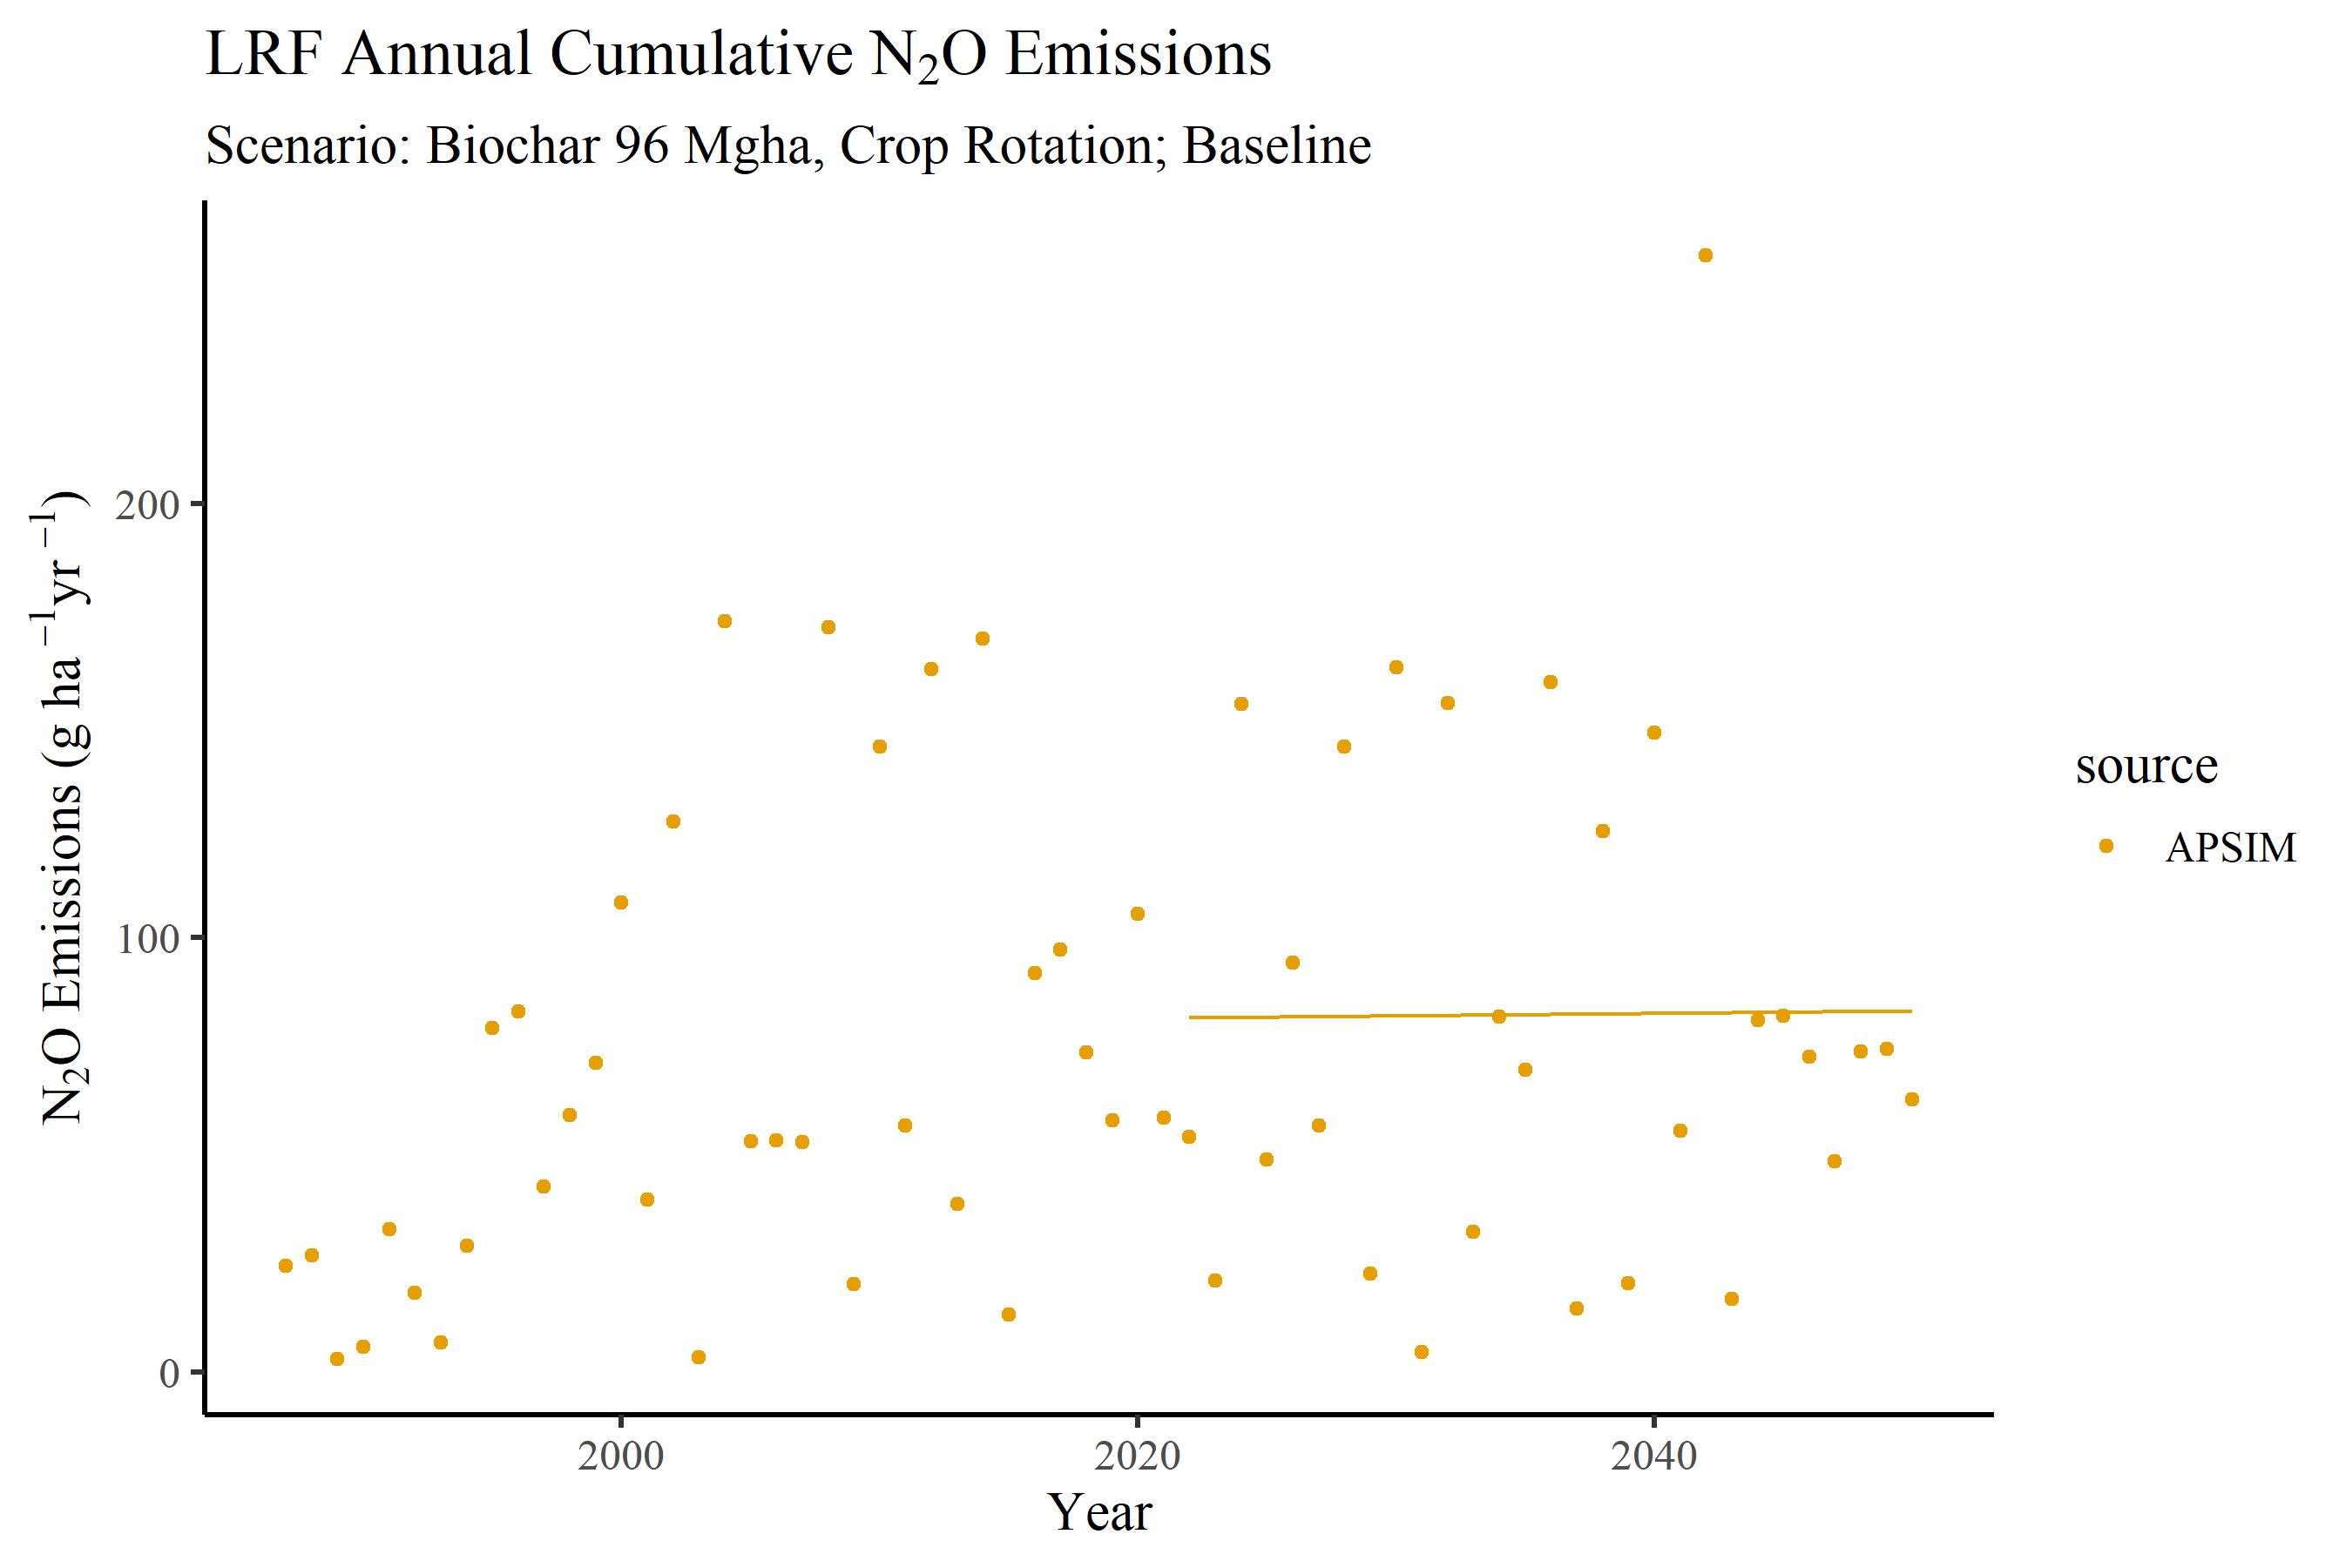 LRF Annual Cumulative N₂O Emissions
Scenario: Biochar 96 Mgha, Crop Rotation; Baseline
N₂O Emissions (g ha ⁻¹yr ⁻¹)
200
100
0
2000 2020 2040
Year
source
APSIM